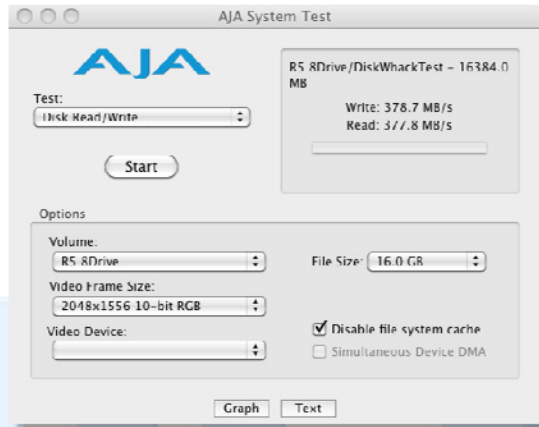 AJA System Test
AJA
R5 8Drive/DiskWhackTest - 16384.0
MB
Write: 378.7 MB/s
Read: 377.8 MB/s
Test:
Disk Read/Write
Start
Options
Volume:
R5 8Drive
File Size: 16.0 GB
Video Frame Size:
2048x1556 10-bit RGB
Video Device:
Disable file system cache
Simultaneous Device DMA
Graph
Text